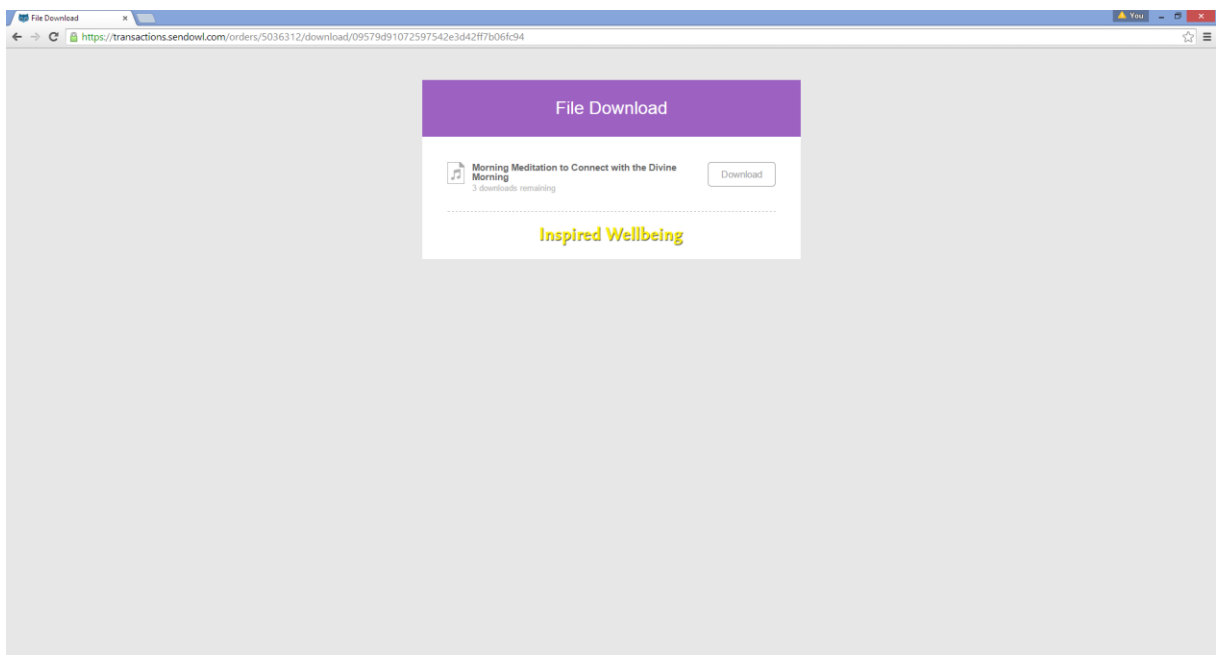 File Download
You
https://transactions.sendowl.com/orders/5036312/download/09579d91072597542e3d42ff7b06fc94
File Download
Morning Meditation to Connect with the Divine
Morning
3 downloads remaining
Download
Inspired Wellbeing